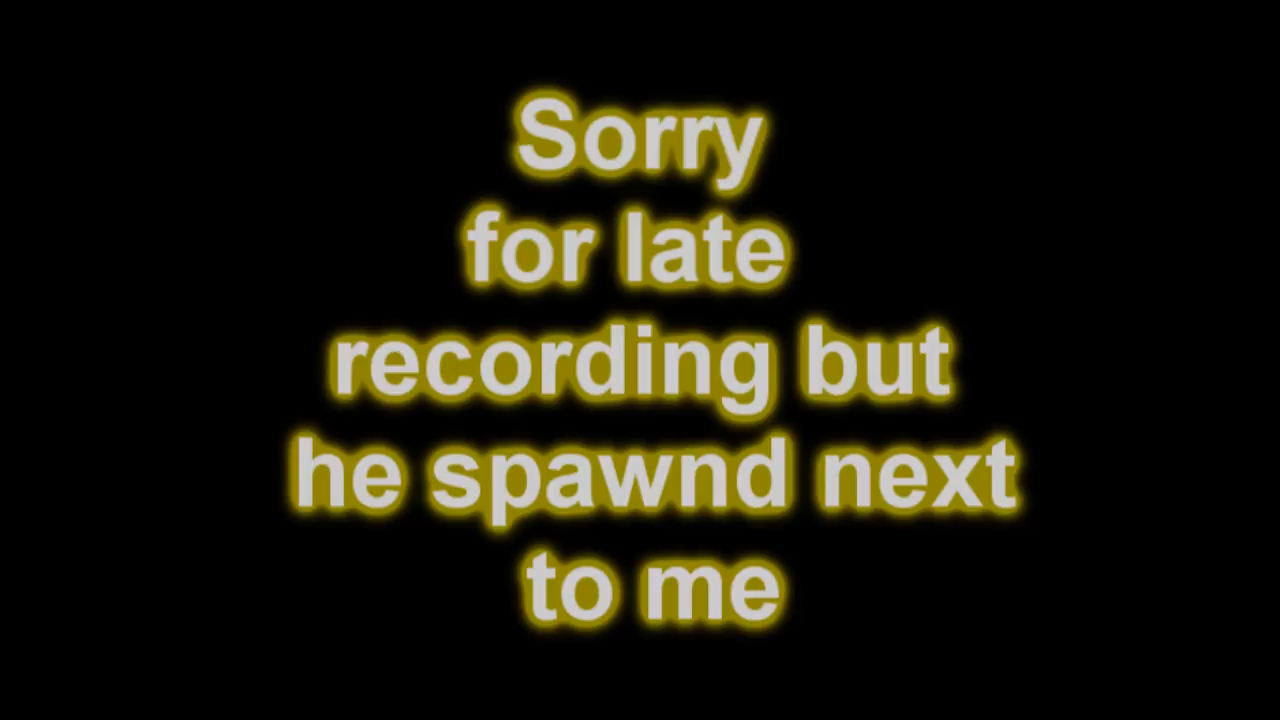 Sorry
for late
recording but
he spawnd next
to me